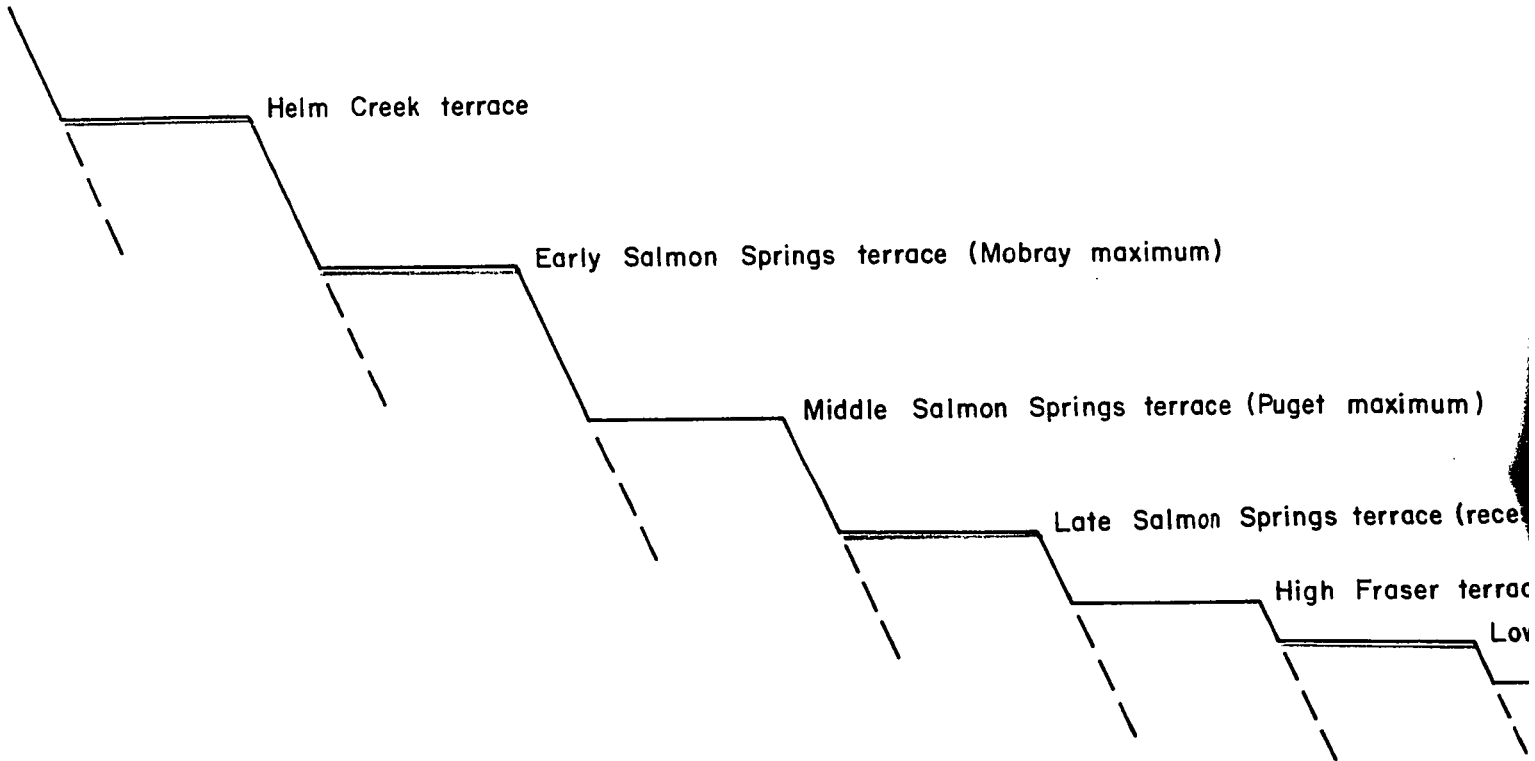 Helm Creek terrace
Early Salmon Springs terrace (Mobray maximum)
Middle Salmon Springs terrace (Puget maximum)
Late Salmon Springs terrace
High Fraser